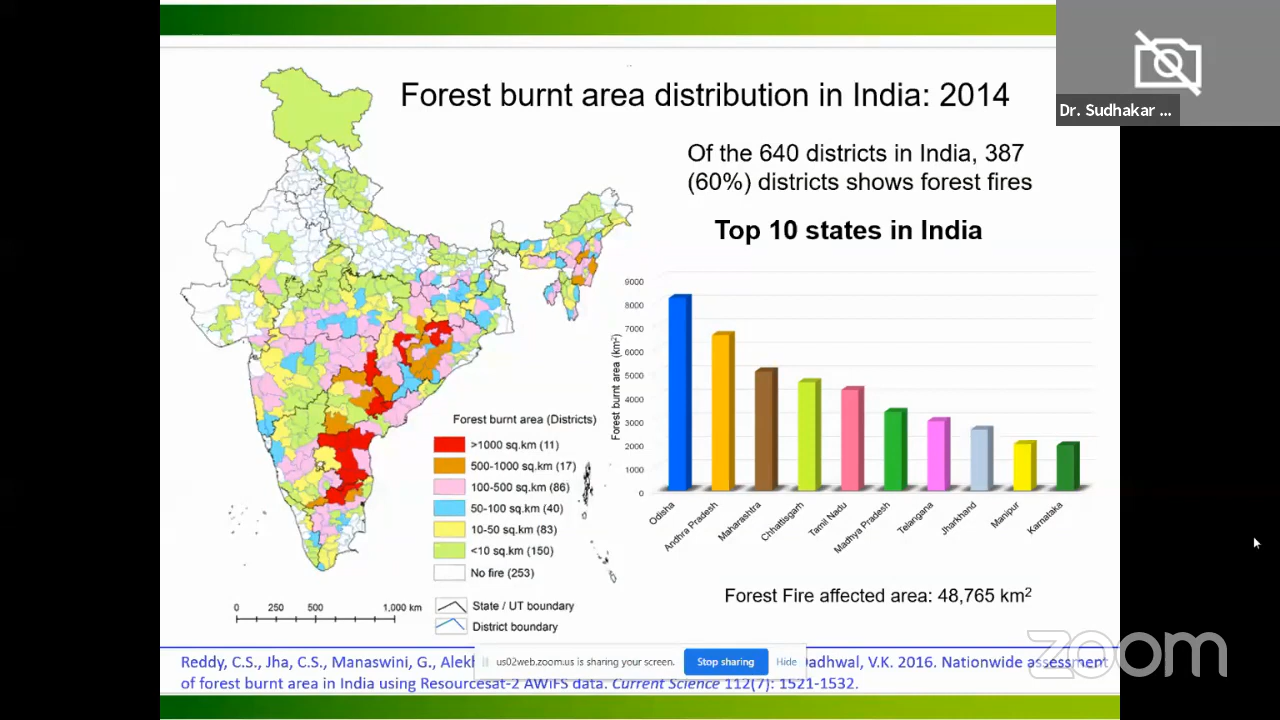 Forest burnt area distribution in India: 2014
Dr. Sudhakar ...
Of the 640 districts in India, 387
(60%) districts shows forest fires
Top 10 states in India
9000
8000
7000
6000
5000
4000
3000
2000
1000
0
Forest burnt area (km²)
Odisha
Andhra Pradesh
Maharashtra
Chhattisgarh
Tamil Nadu
Madhya Pradesh
Telangana
Jharkhand
Manipur
Karnataka
Forest burnt area (Districts)
>1000 sq.km (11)
500-1000 sq.km (17)
100-500 sq.km (86)
50-100 sq.km (40)
10-50 sq.km (83)
<10 sq.km (150)
No fire (253)
State / UT boundary
District boundary
0 250 500 1,000 km
Forest Fire affected area: 48,765 km²
zoom
Reddy, C.S., Jha, C.S., Manaswini, G., V.K. 2016. Nationwide assessment
us02web.zoom.us is sharing your screen. Stop sharing Hide
of forest burnt area in India using Resourcesat-2 AWiFS data. Current Science 112(7): 1521-1532.